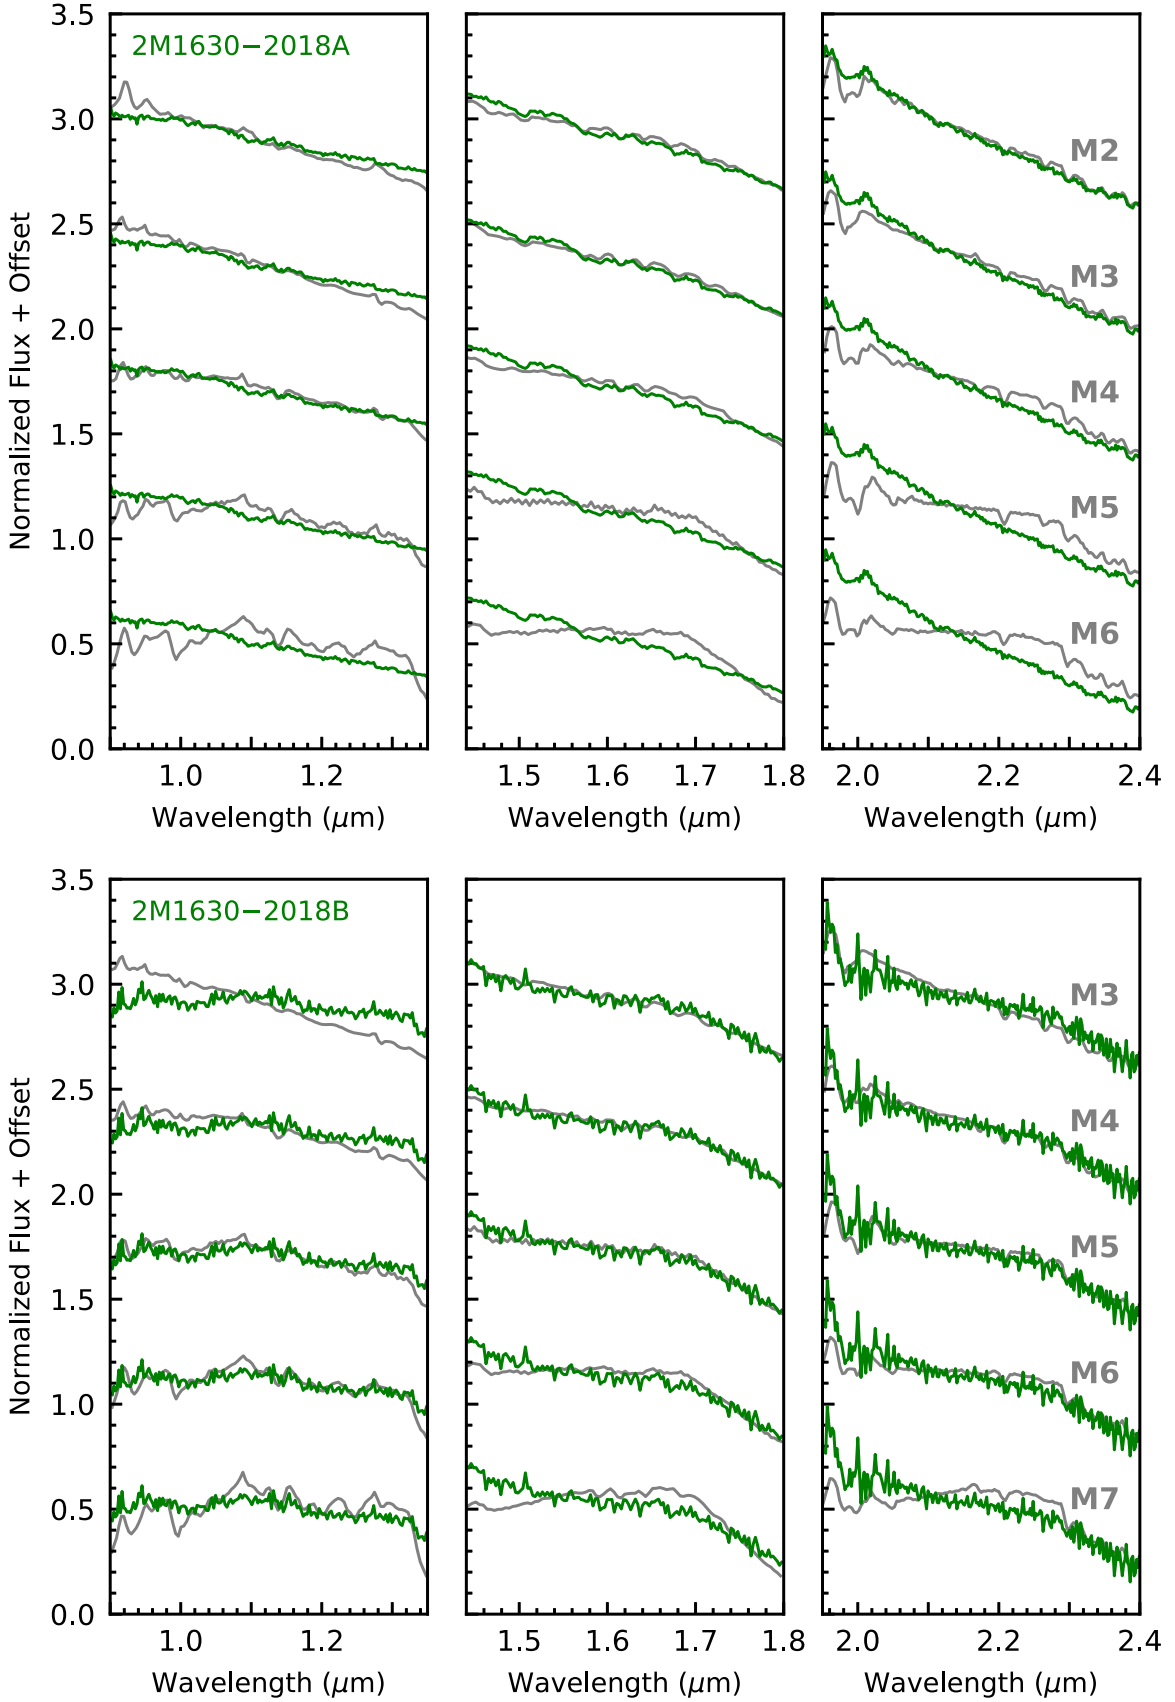 3.5
3.0
2.5
2.0
1.5
1.0
0.5
0.0
Normalized Flux + Offset
2M1630−2018A
M2
M3
M4
M5
M6
1.0 1.2
1.5 1.6 1.7 1.8
2.0 2.2 2.4
Wavelength (μm)
Wavelength (μm)
Wavelength (μm)
3.5
3.0
2.5
2.0
1.5
1.0
0.5
0.0
Normalized Flux + Offset
2M1630−2018B
M3
M4
M5
M6
M7
1.0 1.2
1.5 1.6 1.7 1.8
2.0 2.2 2.4
Wavelength (μm)
Wavelength (μm)
Wavelength (μm)